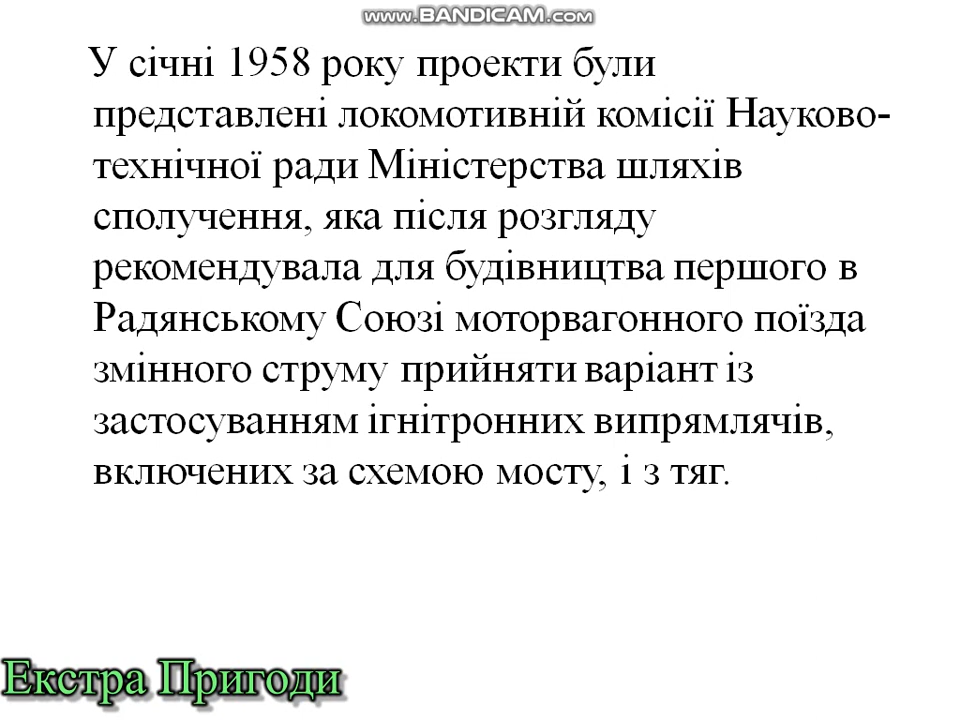 www.BANDICAM.com
У січні 1958 року проекти були
представлені локомотивній комісії Науково-
технічної ради Міністерства шляхів
сполучення, яка після розгляду
рекомендувала для будівництва першого в
Радянському Союзі моторвагонного поїзда
змінного струму прийняти варіант із
застосуванням ігнітронних випрямлячів,
включених за схемою мосту, і з тяг.
Екстра Пригоди